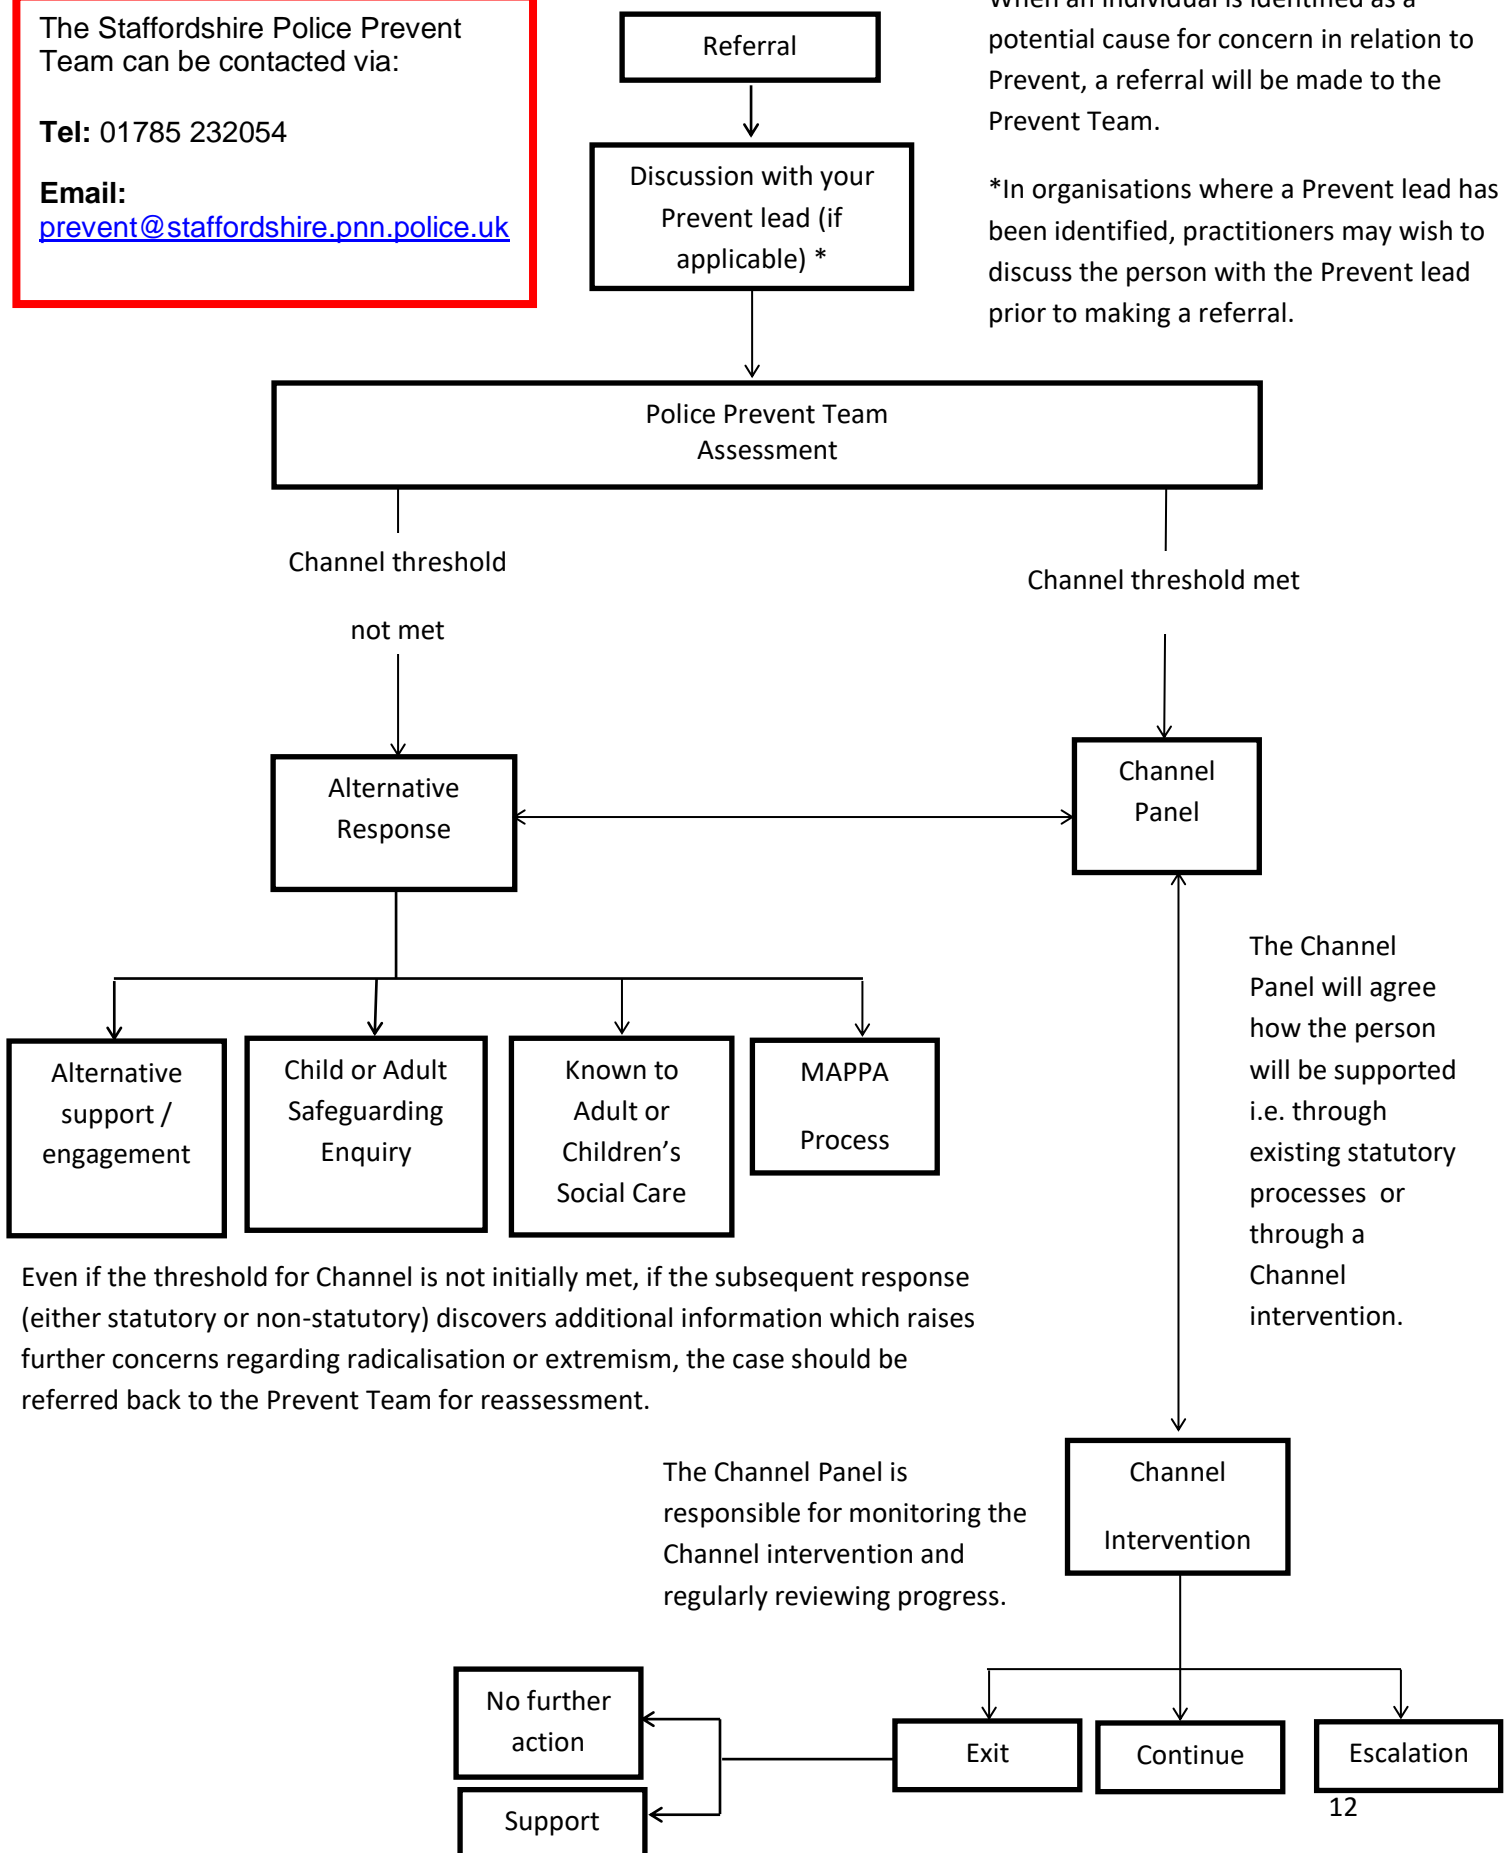 The Staffordshire Police Prevent
Team can be contacted via:
Tel: 01785 232054
Email:
prevent@staffordshire.pnn.police.uk
Referral
When an individual is identified as a
potential cause for concern in relation to
Prevent, a referral will be made to the
Prevent Team.
Discussion with your
Prevent lead (if
applicable) *
*In organisations where a Prevent lead has
been identified, practitioners may wish to
discuss the person with the Prevent lead
prior to making a referral.
Police Prevent Team
Assessment
Channel threshold
not met
Channel threshold met
Alternative
Response
Channel
Panel
The Channel
Panel will agree
how the person
will be supported
i.e. through
existing statutory
processes or
through a
Channel
intervention.
Alternative
support /
engagement
Child or Adult
Safeguarding
Enquiry
Known to
Adult or
Children’s
Social Care
MAPPA
Process
Even if the threshold for Channel is not initially met, if the subsequent response
(either statutory or non-statutory) discovers additional information which raises
further concerns regarding radicalisation or extremism, the case should be
referred back to the Prevent Team for reassessment.
The Channel Panel is
responsible for monitoring the
Channel intervention and
regularly reviewing progress.
Channel
Intervention
No further
action
Support
Exit
Continue
Escalation
12